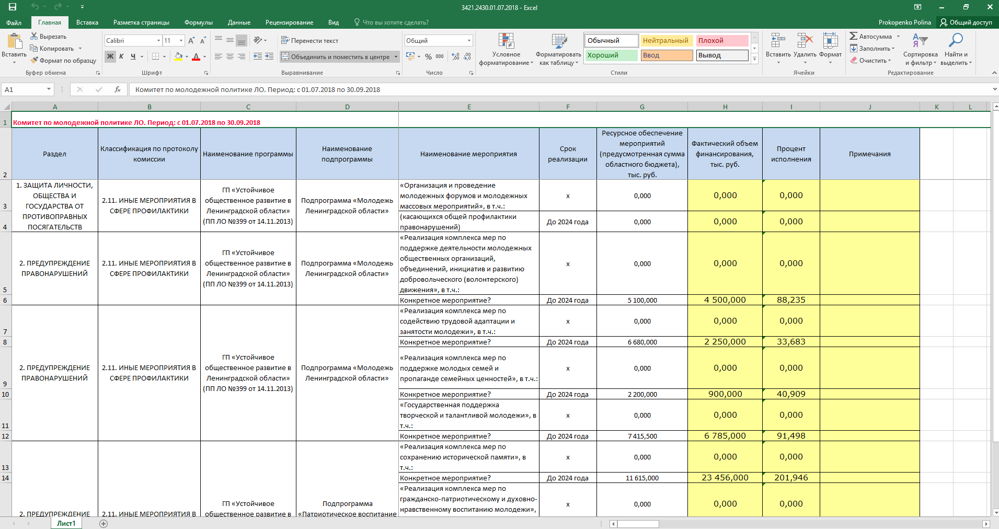 3421.2430.01.07.2018 - Excel
Файл
Главная
Вставка
Разметка страницы
Формулы
Данные
Рецензирование
Вид
Что вы хотите сделать?
Prokopenko Polina
Общий доступ
Вставить
Вырезать
Копировать
Формат по образцу
Буфер обмена
Calibri
11
Ж К Ч
Шрифт
Перенести текст
Объединить и поместить в центре
Выравнивание
Общий
% 000
Число
Условное
форматирование
Форматировать
как таблицу
Обычный
Нейтральный
Плохой
Хороший
Ввод
Вывод
Стили
Вставить
Удалить
Формат
Ячейки
Автосумма
Заполнить
Очистить
Сортировка
и фильтр
Найти и
выделить
Редактирование
A1
fx
Комитет по молодежной политике ЛО. Период: с 01.07.2018 по 30.09.2018
A B C D E F G H I J K L
1
Комитет по молодежной политике ЛО. Период: с 01.07.2018 по 30.09.2018
2
Раздел
Классификация по протоколу
комиссии
Наименование программы
Наименование
подпрограммы
Наименование мероприятия
Срок
реализации
Ресурсное обеспечение
мероприятий
(предусмотренная сумма
областного бюджета),
тыс. руб.
Фактический объем
финансирования,
тыс. руб.
Процент
исполнения
Примечания
3
1. ЗАЩИТА ЛИЧНОСТИ,
ОБЩЕСТВА И
ГОСУДАРСТВА ОТ
ПРОТИВОПРАВНЫХ
ПОСЯГАТЕЛЬСТВ
2.11. ИНЫЕ МЕРОПРИЯТИЯ В
СФЕРЕ ПРОФИЛАКТИКИ
ГП «Устойчивое
общественное развитие в
Ленинградской области»
(ПП ЛО №399 от 14.11.2013)
Подпрограмма «Молодежь
Ленинградской области»
«Организация и проведение
молодежных форумов и молодежных
массовых мероприятий», в т.ч.:
х
0,000
0,000
0,000
4
(касающихся общей профилактики
правонарушений)
До 2024 года
0,000
0,000
0,000
5
2. ПРЕДУПРЕЖДЕНИЕ
ПРАВОНАРУШЕНИЙ
2.11. ИНЫЕ МЕРОПРИЯТИЯ В
СФЕРЕ ПРОФИЛАКТИКИ
ГП «Устойчивое
общественное развитие в
Ленинградской области»
(ПП ЛО №399 от 14.11.2013)
Подпрограмма «Молодежь
Ленинградской области»
«Реализация комплекса мер по
поддержке деятельности молодежных
общественных организаций,
объединений, инициатив и развитию
добровольческого (волонтерского)
движения», в т.ч.:
х
0,000
0,000
0,000
6
Конкретное мероприятие?
До 2024 года
5 100,000
4 500,000
88,235
7
2. ПРЕДУПРЕЖДЕНИЕ
ПРАВОНАРУШЕНИЙ
2.11. ИНЫЕ МЕРОПРИЯТИЯ В
СФЕРЕ ПРОФИЛАКТИКИ
ГП «Устойчивое
общественное развитие в
Ленинградской области»
(ПП ЛО №399 от 14.11.2013)
Подпрограмма «Молодежь
Ленинградской области»
«Реализация комплекса мер по
содействию трудовой адаптации и
занятости молодежи», в т.ч.:
х
0,000
0,000
0,000
8
Конкретное мероприятие?
До 2024 года
6 680,000
2 250,000
33,683
9
«Реализация комплекса мер по
поддержке молодых семей и
пропаганде семейных ценностей», в т.ч.:
х
0,000
0,000
0,000
10
Конкретное мероприятие?
До 2024 года
2 200,000
900,000
40,909
11
«Государственная поддержка
творческой и талантливой молодежи», в
т.ч.:
х
0,000
0,000
0,000
12
Конкретное мероприятие?
До 2024 года
7 415,500
6 785,000
91,498
13
«Реализация комплекса мер по
сохранению исторической памяти», в
т.ч.:
х
0,000
0,000
0,000
14
Конкретное мероприятие?
До 2024 года
11 615,000
23 456,000
201,946
2. ПРЕДУПРЕЖДЕНИЕ
2.11. ИНЫЕ МЕРОПРИЯТИЯ В
ГП «Устойчивое
общественное развитие в
Подпрограмма
«Патриотическое воспитание
«Реализация комплекса мер по
гражданско-патриотическому и духовно-
нравственному воспитанию молодежи»,
х
0,000
0,000
0,000
Лист1